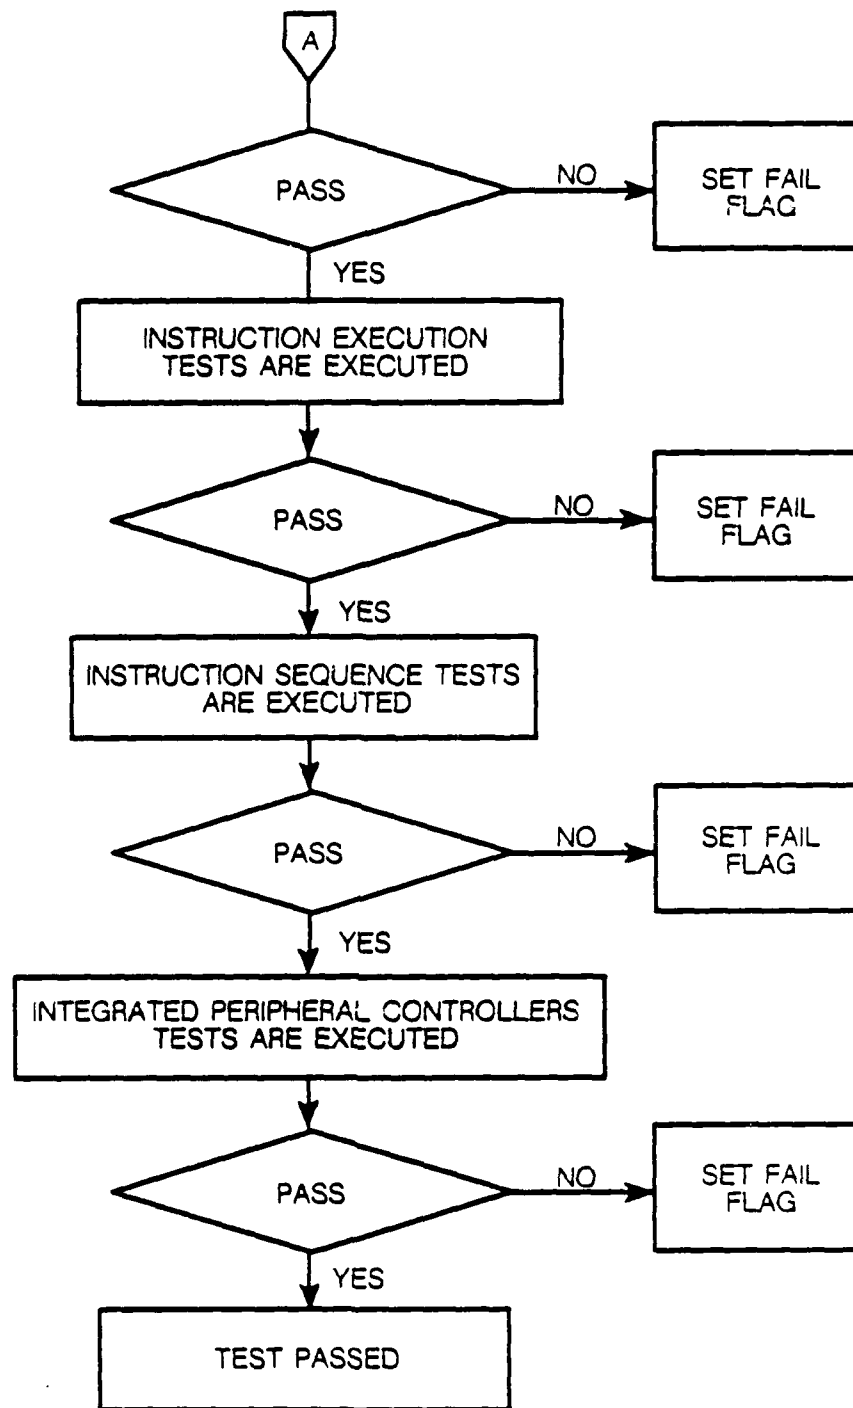 A
PASS
NO
SET FAIL
FLAG
YES
INSTRUCTION EXECUTION
TESTS ARE EXECUTED
PASS
NO
SET FAIL
FLAG
YES
INSTRUCTION SEQUENCE TESTS
ARE EXECUTED
PASS
NO
SET FAIL
FLAG
YES
INTEGRATED PERIPHERAL CONTROLLERS
TESTS ARE EXECUTED
PASS
NO
SET FAIL
FLAG
YES
TEST PASSED